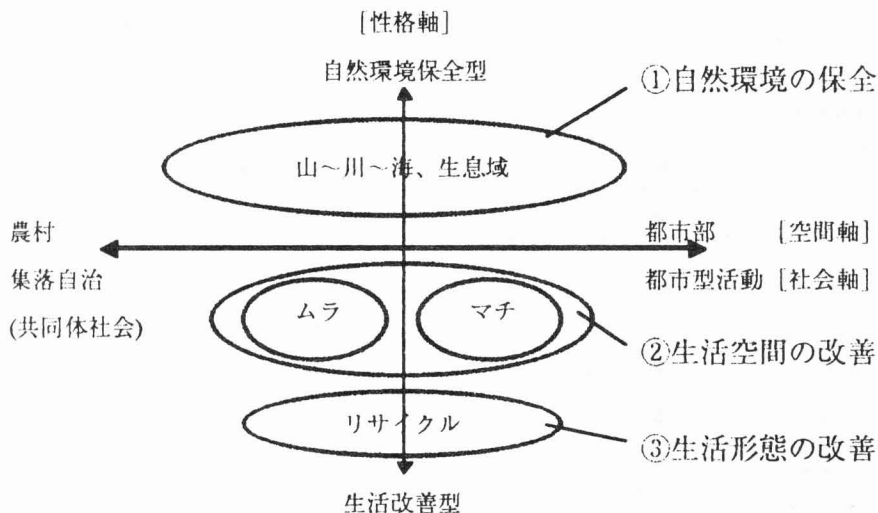 [性格軸]
自然環境保全型
①自然環境の保全
山～川～海、生息域
農村
都市部 [空間軸]
集落自治
都市型活動 [社会軸]
(共同体社会)
ムラ
マチ
②生活空間の改善
リサイクル
③生活形態の改善
生活改善型